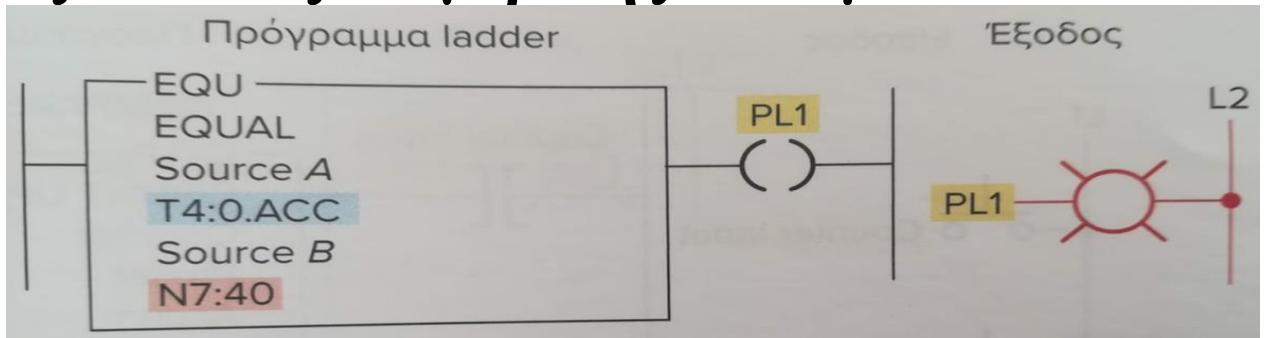 Πρόγραμμα ladder
Έξοδος
EQU
EQUAL
Source A
T4:0.ACC
Source B
N7:40
PL1
L2
PL1